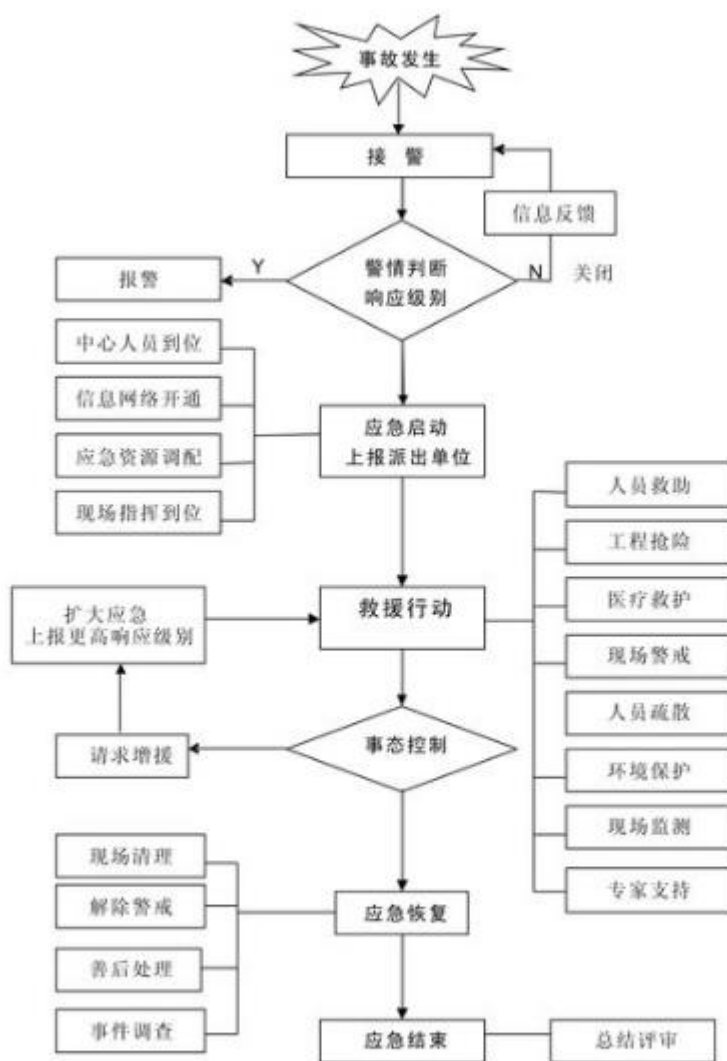 事故发生
接 警
信息反馈
警情判断
响应级别
Y
N
关闭
报警
中心人员到位
信息网络开通
应急资源调配
现场指挥到位
应急启动
上报派出单位
人员救助
工程抢险
医疗救护
现场警戒
人员疏散
环境保护
现场监测
专家支持
救援行动
扩大应急
上报更高响应级别
事态控制
请求增援
现场清理
解除警戒
善后处理
事件调查
应急恢复
应急结束
总结评审